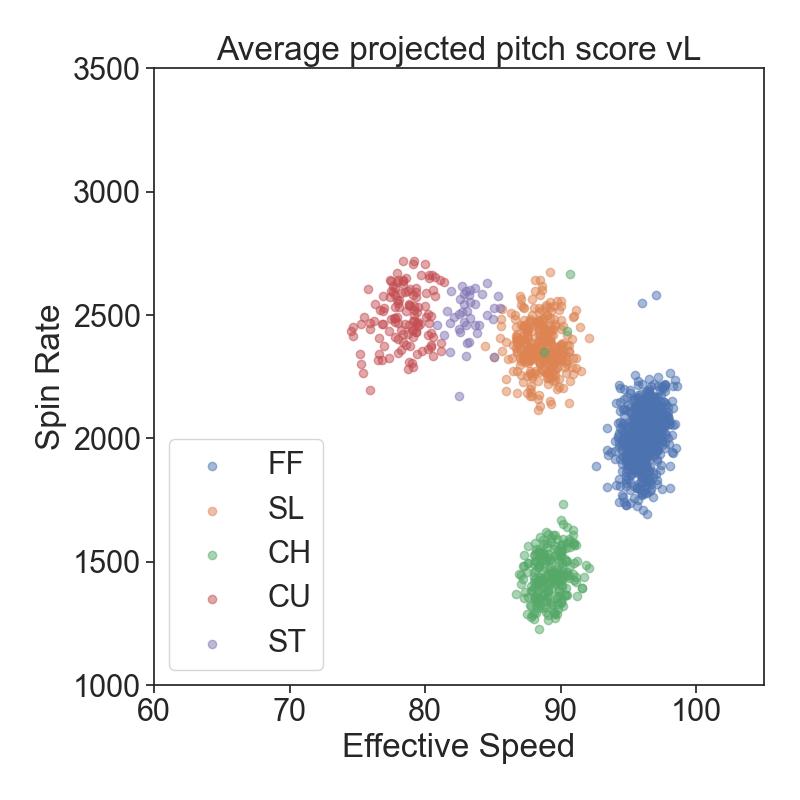 Average projected pitch score vL
3500
3000
2500
2000
1500
1000
Spin Rate
FF
SL
CH
CU
ST
60 70 80 90 100
Effective Speed